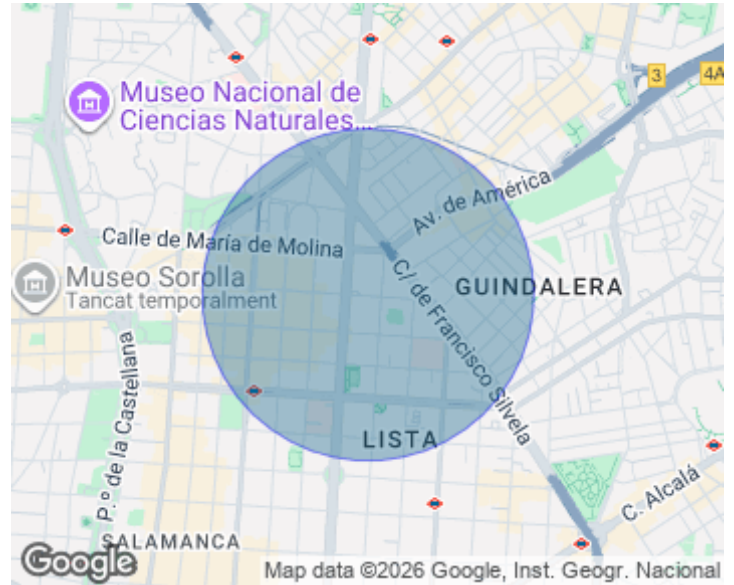 3
4A
Museo Nacional de
Ciencias Naturales...
Av. de América
Calle de María de Molina
Museo Sorolla
Tancat temporalment
C/ de Francisco Silvela
GUINDALERA
P.º de la Castellana
LISTA
C. Alcalá
SALAMANCA
Google
Map data ©2026 Google, Inst. Geogr. Nacional